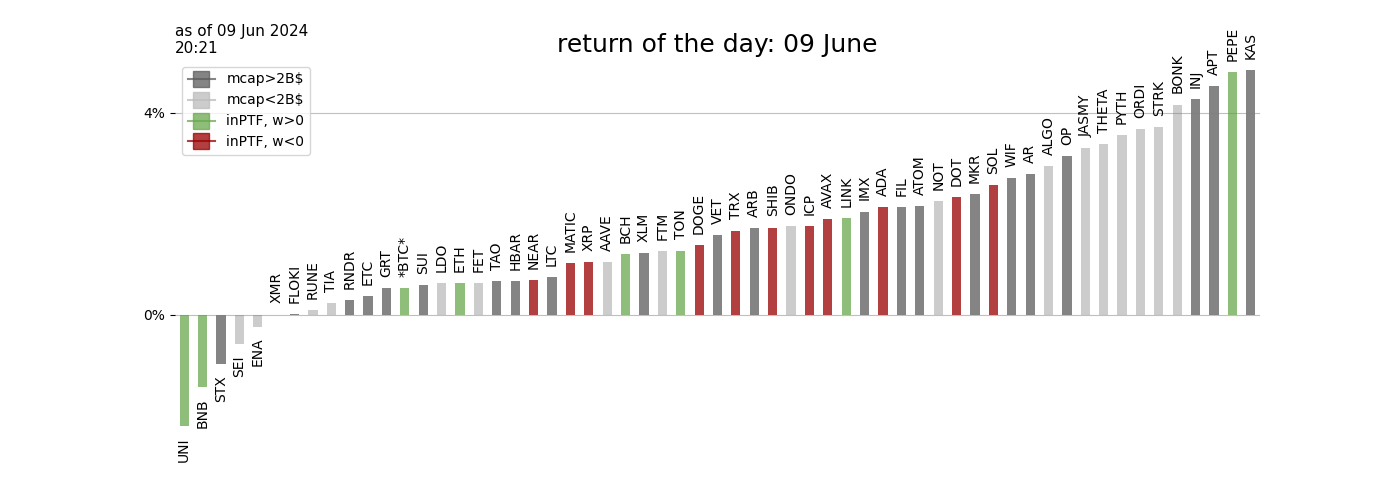 as of 09 Jun 2024
20:21
return of the day: 09 June
mcap>2B$
mcap<2B$
inPTF, w>0
inPTF, w<0
4%
0%
UNI
BNB
STX
SEI
ENA
XMR
FLOKI
RUNE
TIA
RNDR
ETC
GRT
*BTC*
SUI
LDO
ETH
FET
TAO
HBAR
NEAR
LTC
MATIC
XRP
AAVE
BCH
XLM
FTM
TON
DOGE
VET
TRX
ARB
SHIB
ONDO
ICP
AVAX
LINK
IMX
ADA
FIL
ATOM
NOT
DOT
MKR
SOL
WIF
AR
ALGO
OP
JASMY
THETA
PYTH
ORDI
STRK
BONK
INJ
APT
PEPE
KAS